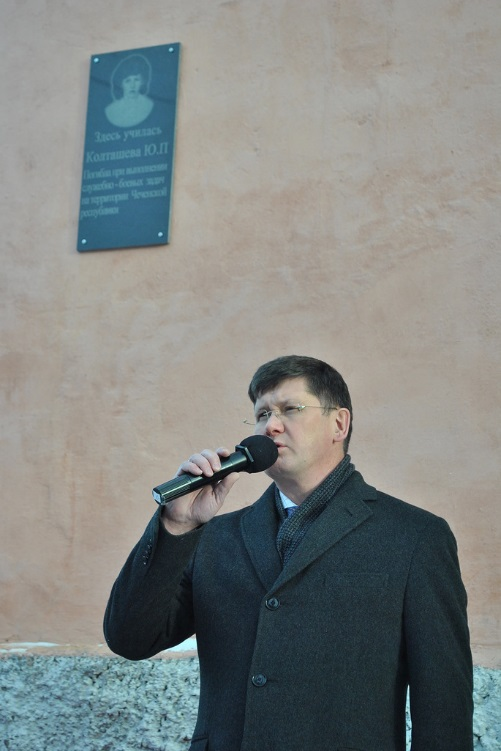 Здесь училась
Колташева Ю.П
Погибла при выполнении
служебно-боевых задач
на территории Чеченской
республики